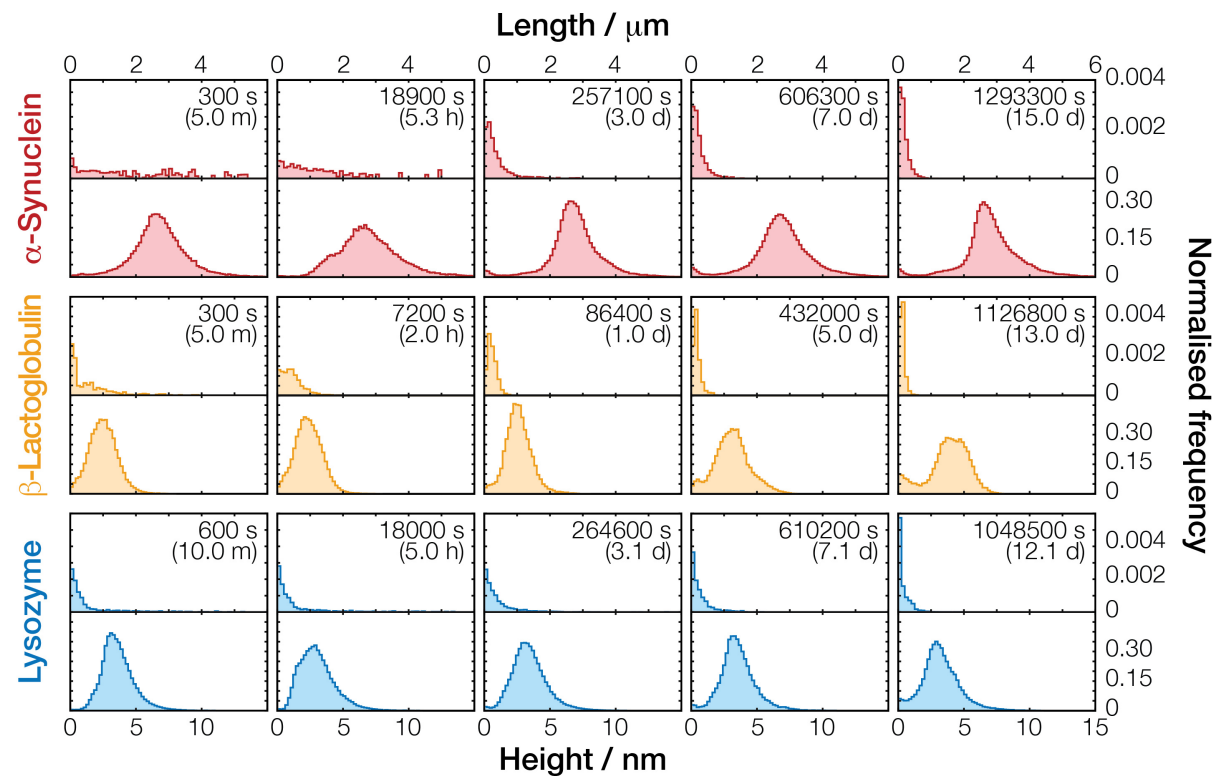 Length / μm
0 2 4 0 2 4 0 2 4 0 2 4 0 2 4 6
α-Synuclein
300 s
(5.0 m)
18900 s
(5.3 h)
257100 s
(3.0 d)
606300 s
(7.0 d)
1293300 s
(15.0 d)
0.004
0.002
0
0.30
0.15
0
β-Lactoglobulin
300 s
(5.0 m)
7200 s
(2.0 h)
86400 s
(1.0 d)
432000 s
(5.0 d)
1126800 s
(13.0 d)
0.004
0.002
0
0.30
0.15
0
Lysozyme
600 s
(10.0 m)
18000 s
(5.0 h)
264600 s
(3.1 d)
610200 s
(7.1 d)
1048500 s
(12.1 d)
0.004
0.002
0
0.30
0.15
0
Normalised frequency
0 5 10 0 5 10 0 5 10 0 5 10 0 5 10 15
Height / nm